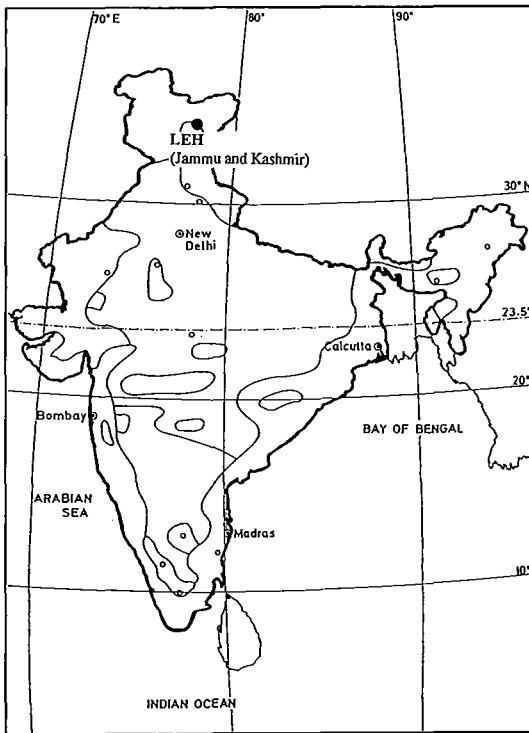 70° E
80°
90°
LEH
(Jammu and Kashmir)
30° N
New
Delhi
23.5°
Calcutta
20°
Bombay
BAY OF BENGAL
ARABIAN
SEA
Madras
10°
INDIAN OCEAN